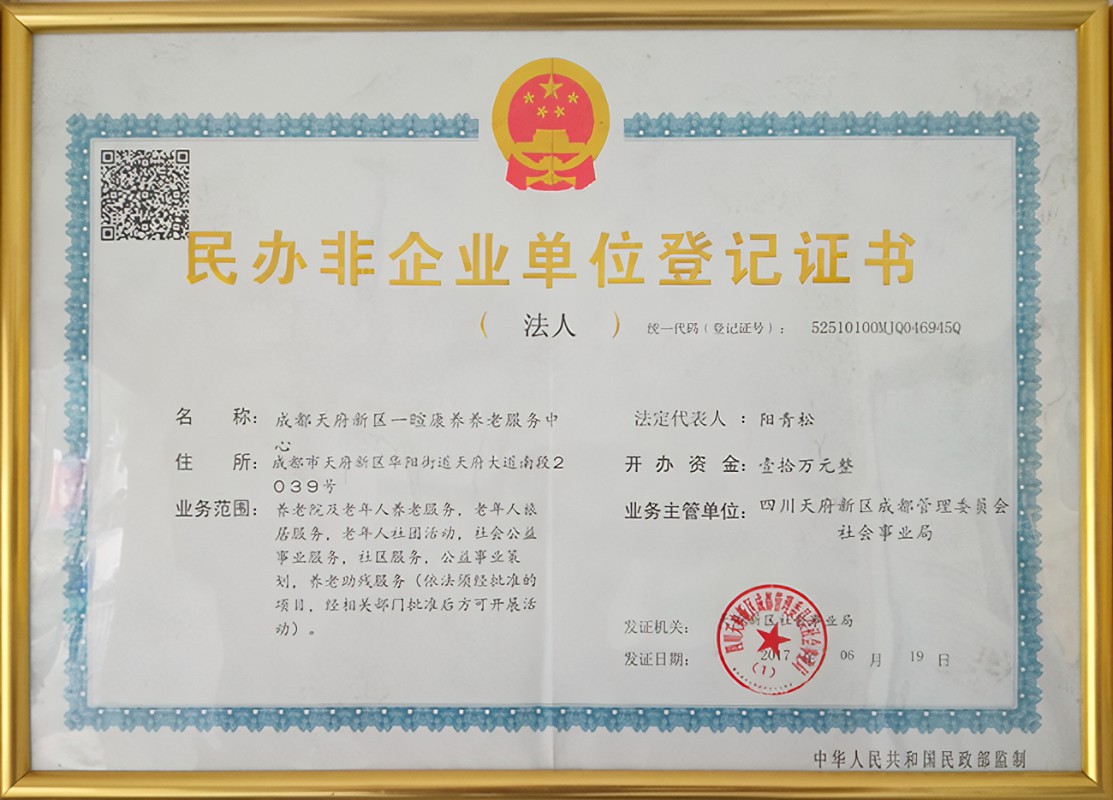 民办非企业单位登记证书
（法人） 统一代码（登记证号）： 52510100MJQ046945Q
名 称： 成都天府新区一暄康养养老服务中
心
住 所： 成都市天府新区华阳街道天府大道南段2
039号
业务范围： 养老院及老年人养老服务，老年人旅
居服务，老年人社团活动，社会公益
事业服务，社区服务，公益事业策
划，养老助残服务（依法须经批准的
项目，经相关部门批准后方可开展活
动）。
法定代表人 ： 阳青松
开办资金： 壹拾万元整
业务主管单位： 四川天府新区成都管理委员会
社会事业局
发证机关： 新区社会事业局
发证日期： 2017 06 月 19 日
（1）
中华人民共和国民政部监制